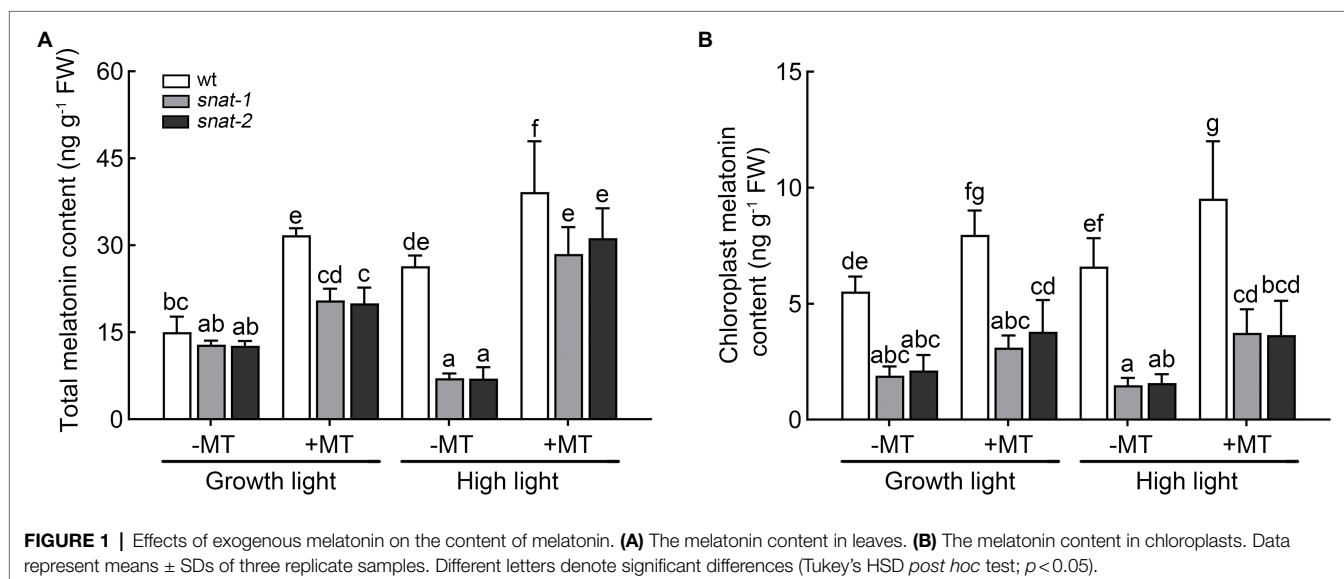 A
B
Total melatonin content (ng g⁻¹ FW)
60
45
30
15
0
wt
snat-1
snat-2
bc
ab
ab
e
cd
c
de
a
a
f
e
e
-MT
+MT
-MT
+MT
Growth light
High light
Chloroplast melatonin
content (ng g⁻¹ FW)
15
10
5
0
de
abc
abc
fg
abc
cd
ef
a
ab
g
cd
bcd
-MT
+MT
-MT
+MT
Growth light
High light
FIGURE 1 | Effects of exogenous melatonin on the content of melatonin. (A) The melatonin content in leaves. (B) The melatonin content in chloroplasts. Data
represent means ± SDs of three replicate samples. Different letters denote significant differences (Tukey's HSD post hoc test; p<0.05).